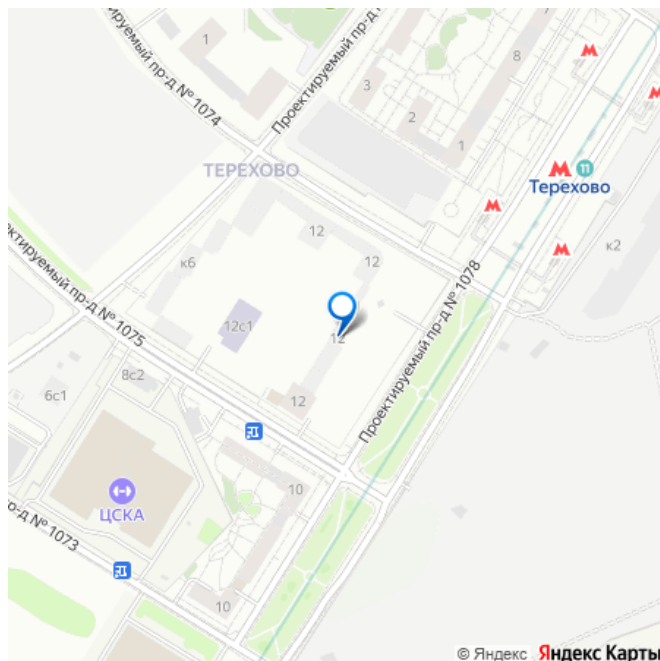 1
Проектируемый пр-д №
Проектируемый пр-д № 1074
8
3
2
1
М
М
ТЕРЕХОВО
М
11
Терехово
М
М
к2
12
12
к6
ектируемый пр-д № 1075
12с1
12
Проектируемый пр-д № 1078
8с2
6с1
12
10
ЦСКА
р-д № 1073
10
© Яндекс Яндекс Карты